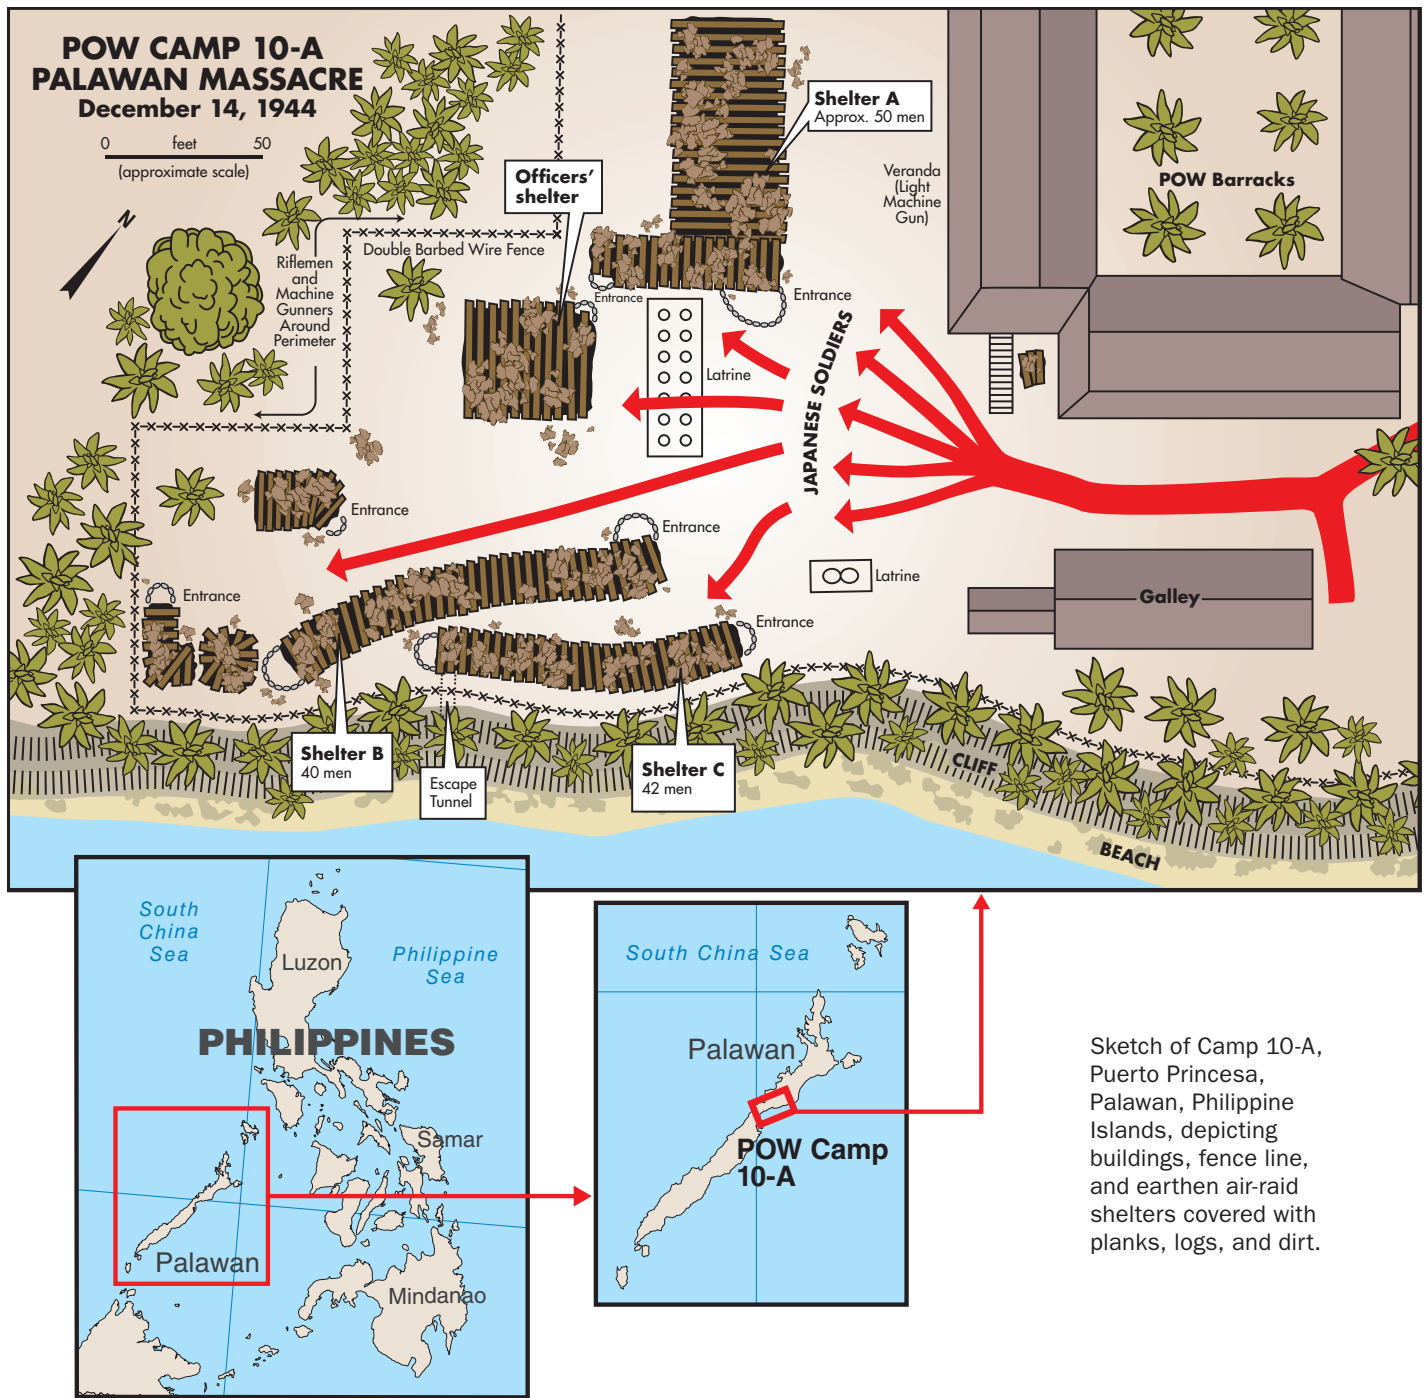 POW CAMP 10-A
PALAWAN MASSACRE
December 14, 1944
0 feet 50
(approximate scale)
N
Riflemen
and
Machine
Gunners
Around
Perimeter
Double Barbed Wire Fence
Officers'
shelter
Shelter A
Approx. 50 men
Veranda
(Light
Machine
Gun)
POW Barracks
Entrance
Entrance
Latrine
JAPANESE SOLDIERS
Entrance
Entrance
Entrance
Entrance
Latrine
Galley
Shelter B
40 men
Escape
Tunnel
Shelter C
42 men
CLIFF
BEACH
South
China
Sea
Philippine
Sea
Luzon
PHILIPPINES
Samar
Palawan
Mindanao
South China Sea
Palawan
POW Camp
10-A
Sketch of Camp 10-A,
Puerto Princesa,
Palawan, Philippine
Islands, depicting
buildings, fence line,
and earthen air-raid
shelters covered with
planks, logs, and dirt.